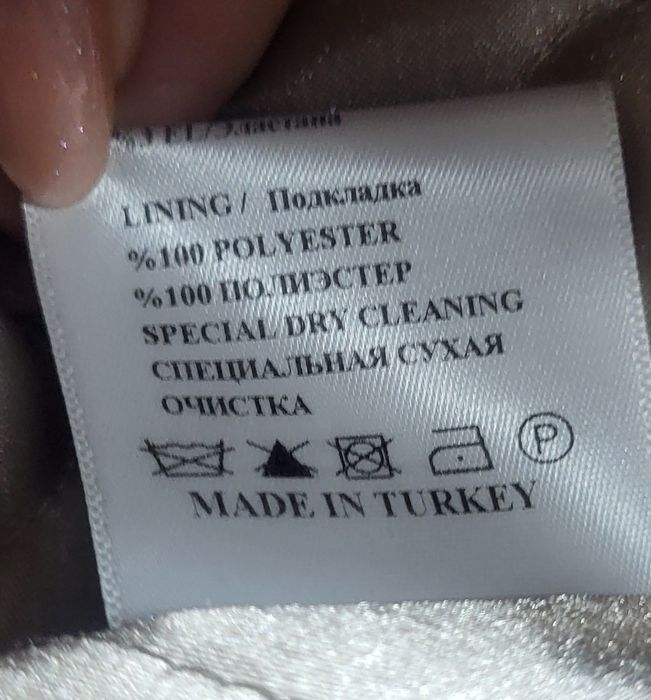 LINING / Подкладка
%100 POLYESTER
%100 ПОЛИЭСТЕР
SPECIAL DRY CLEANING
СПЕЦИАЛЬНАЯ СУХАЯ
ОЧИСТКА
P
MADE IN TURKEY